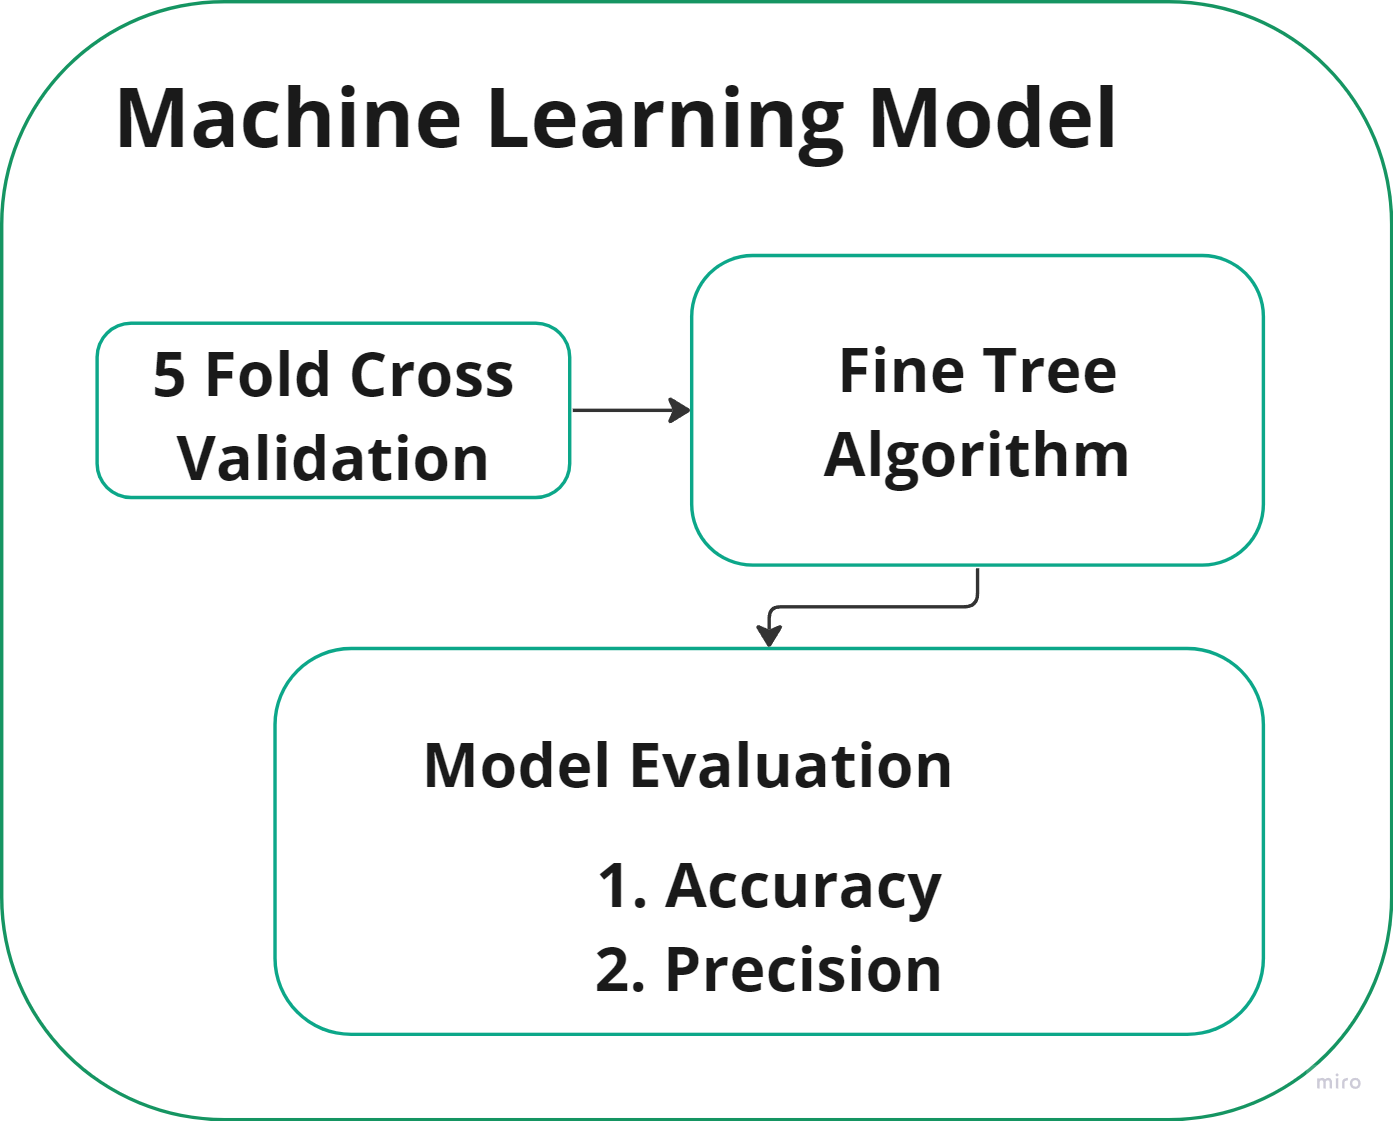 Machine Learning Model
5 Fold Cross
Validation
Fine Tree
Algorithm
Model Evaluation
1. Accuracy
2. Precision
miro